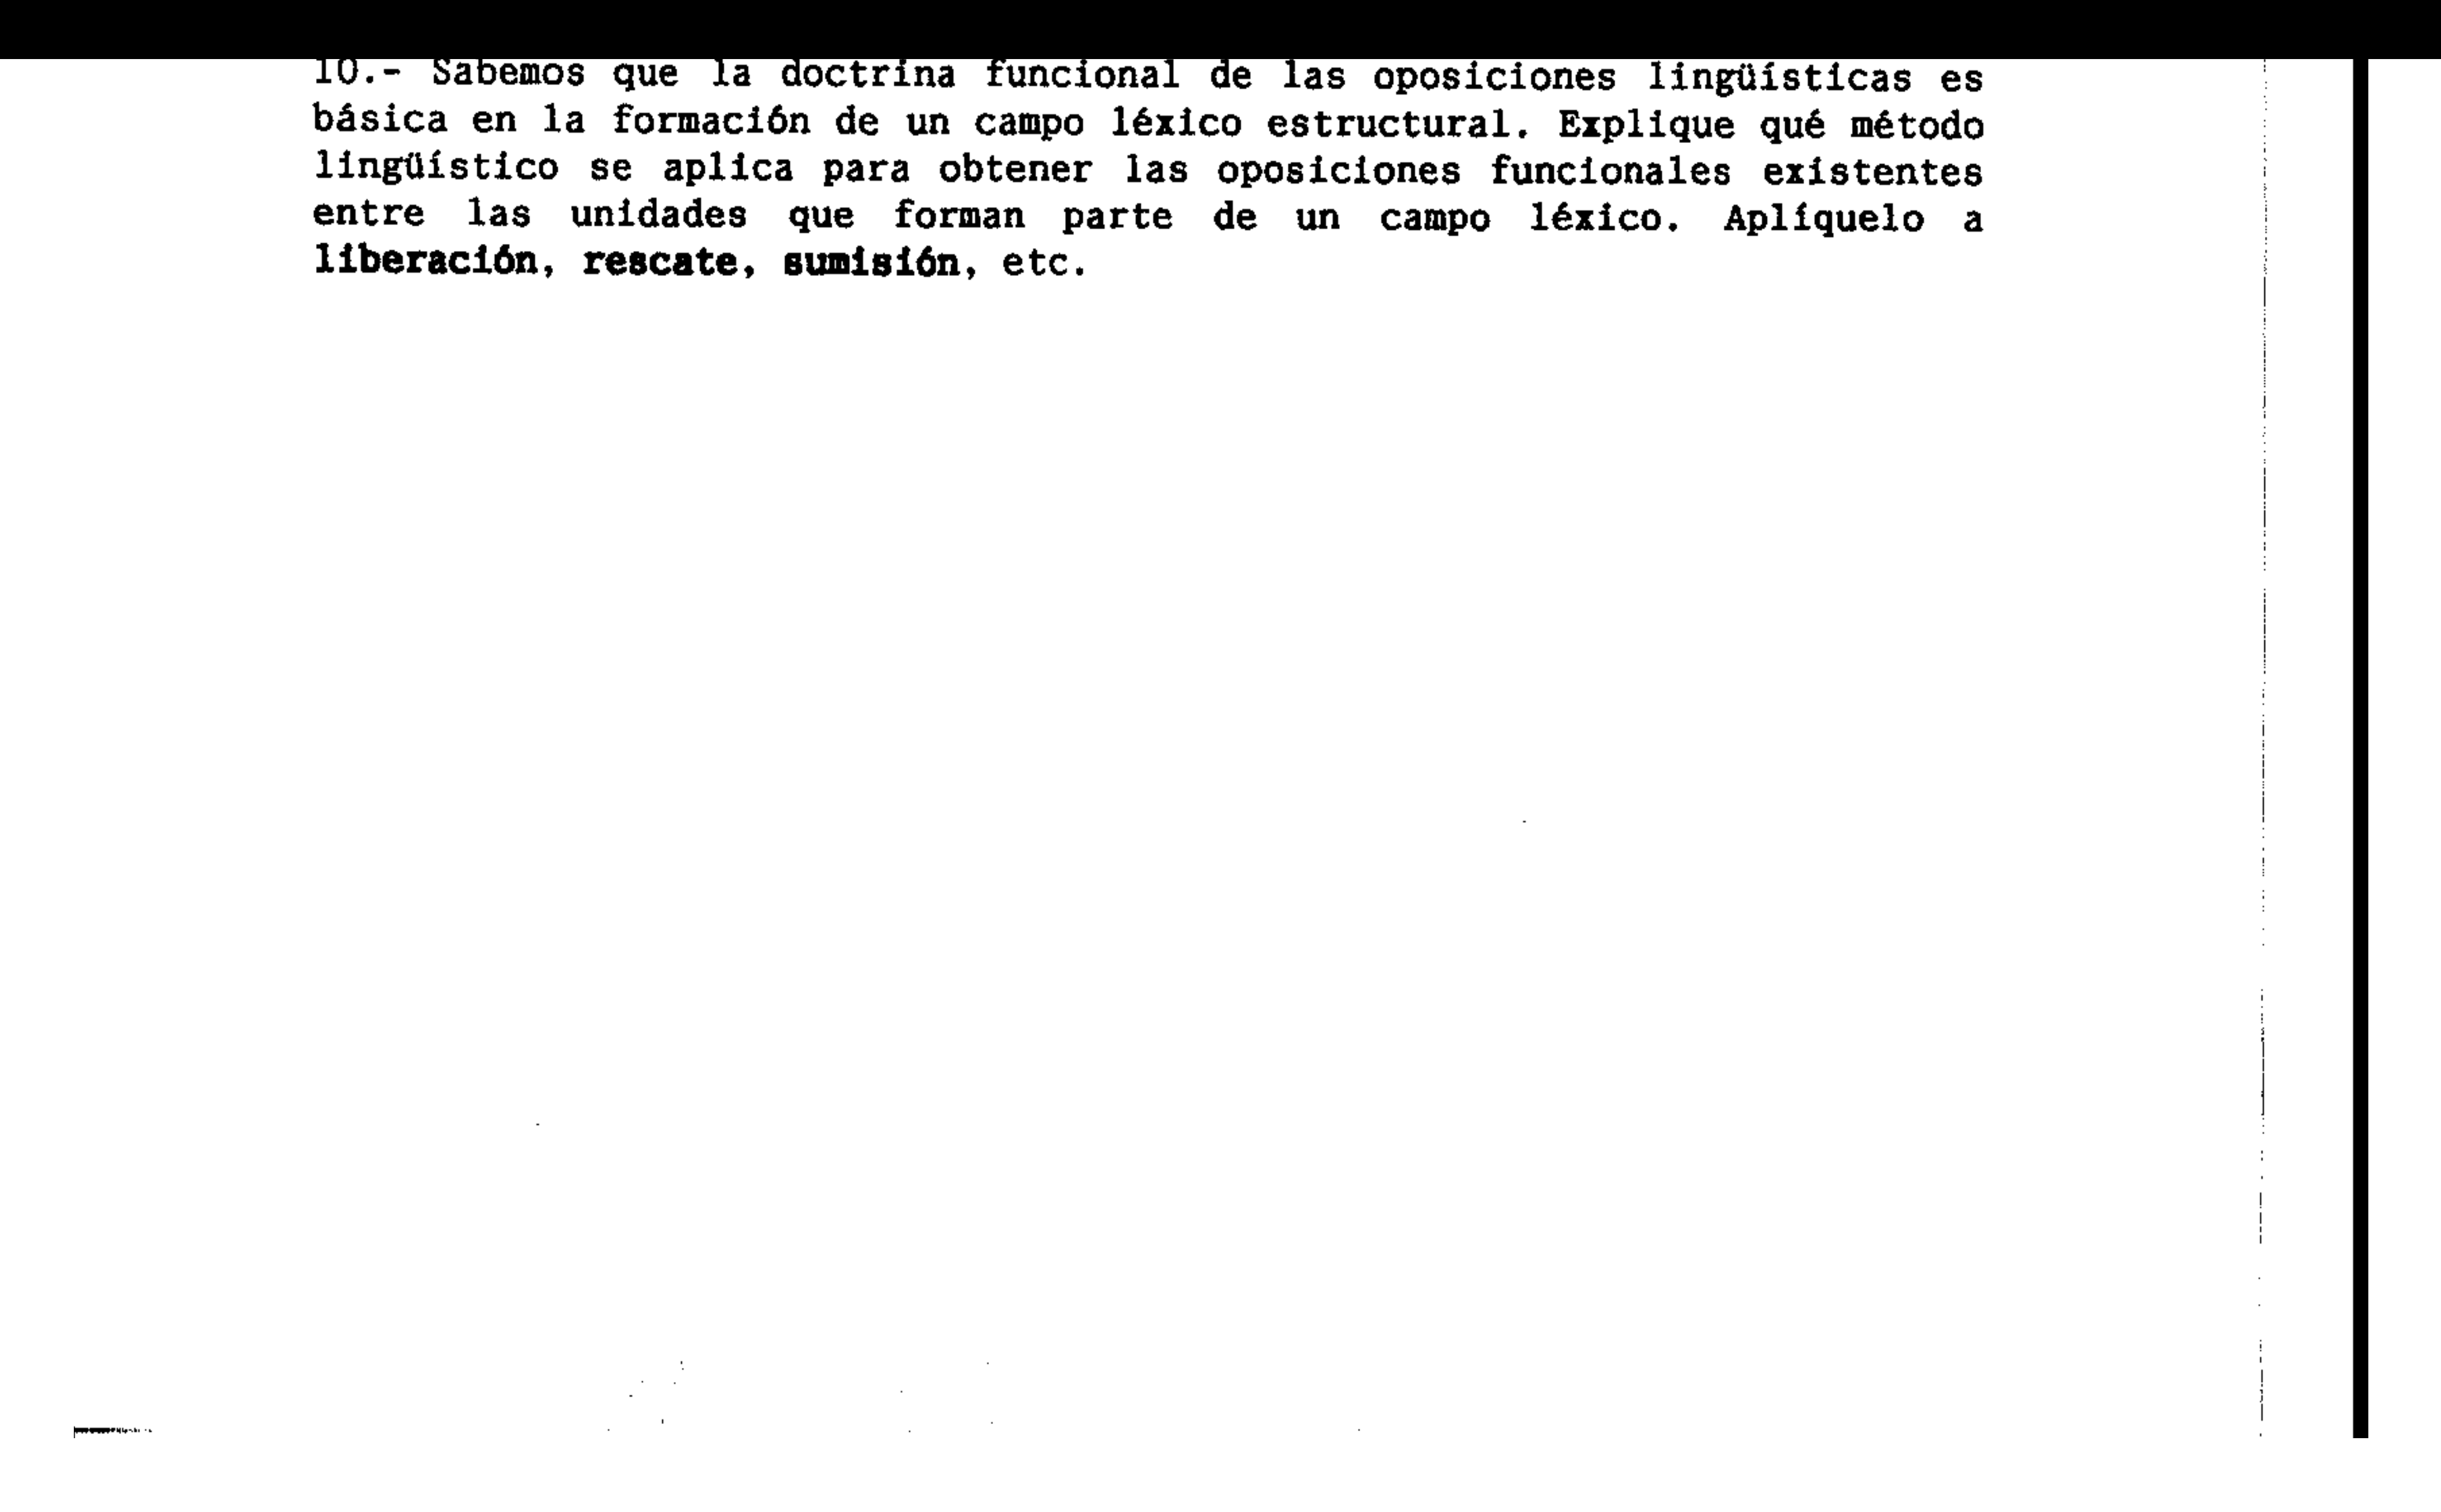 10.- Sabemos que la doctrina funcional de las oposiciones lingüísticas es
básica en la formación de un campo léxico estructural. Explique qué método
lingüístico se aplica para obtener las oposiciones funcionales existentes
entre las unidades que forman parte de un campo léxico. Aplíquelo a
liberación, rescate, sumisión, etc.